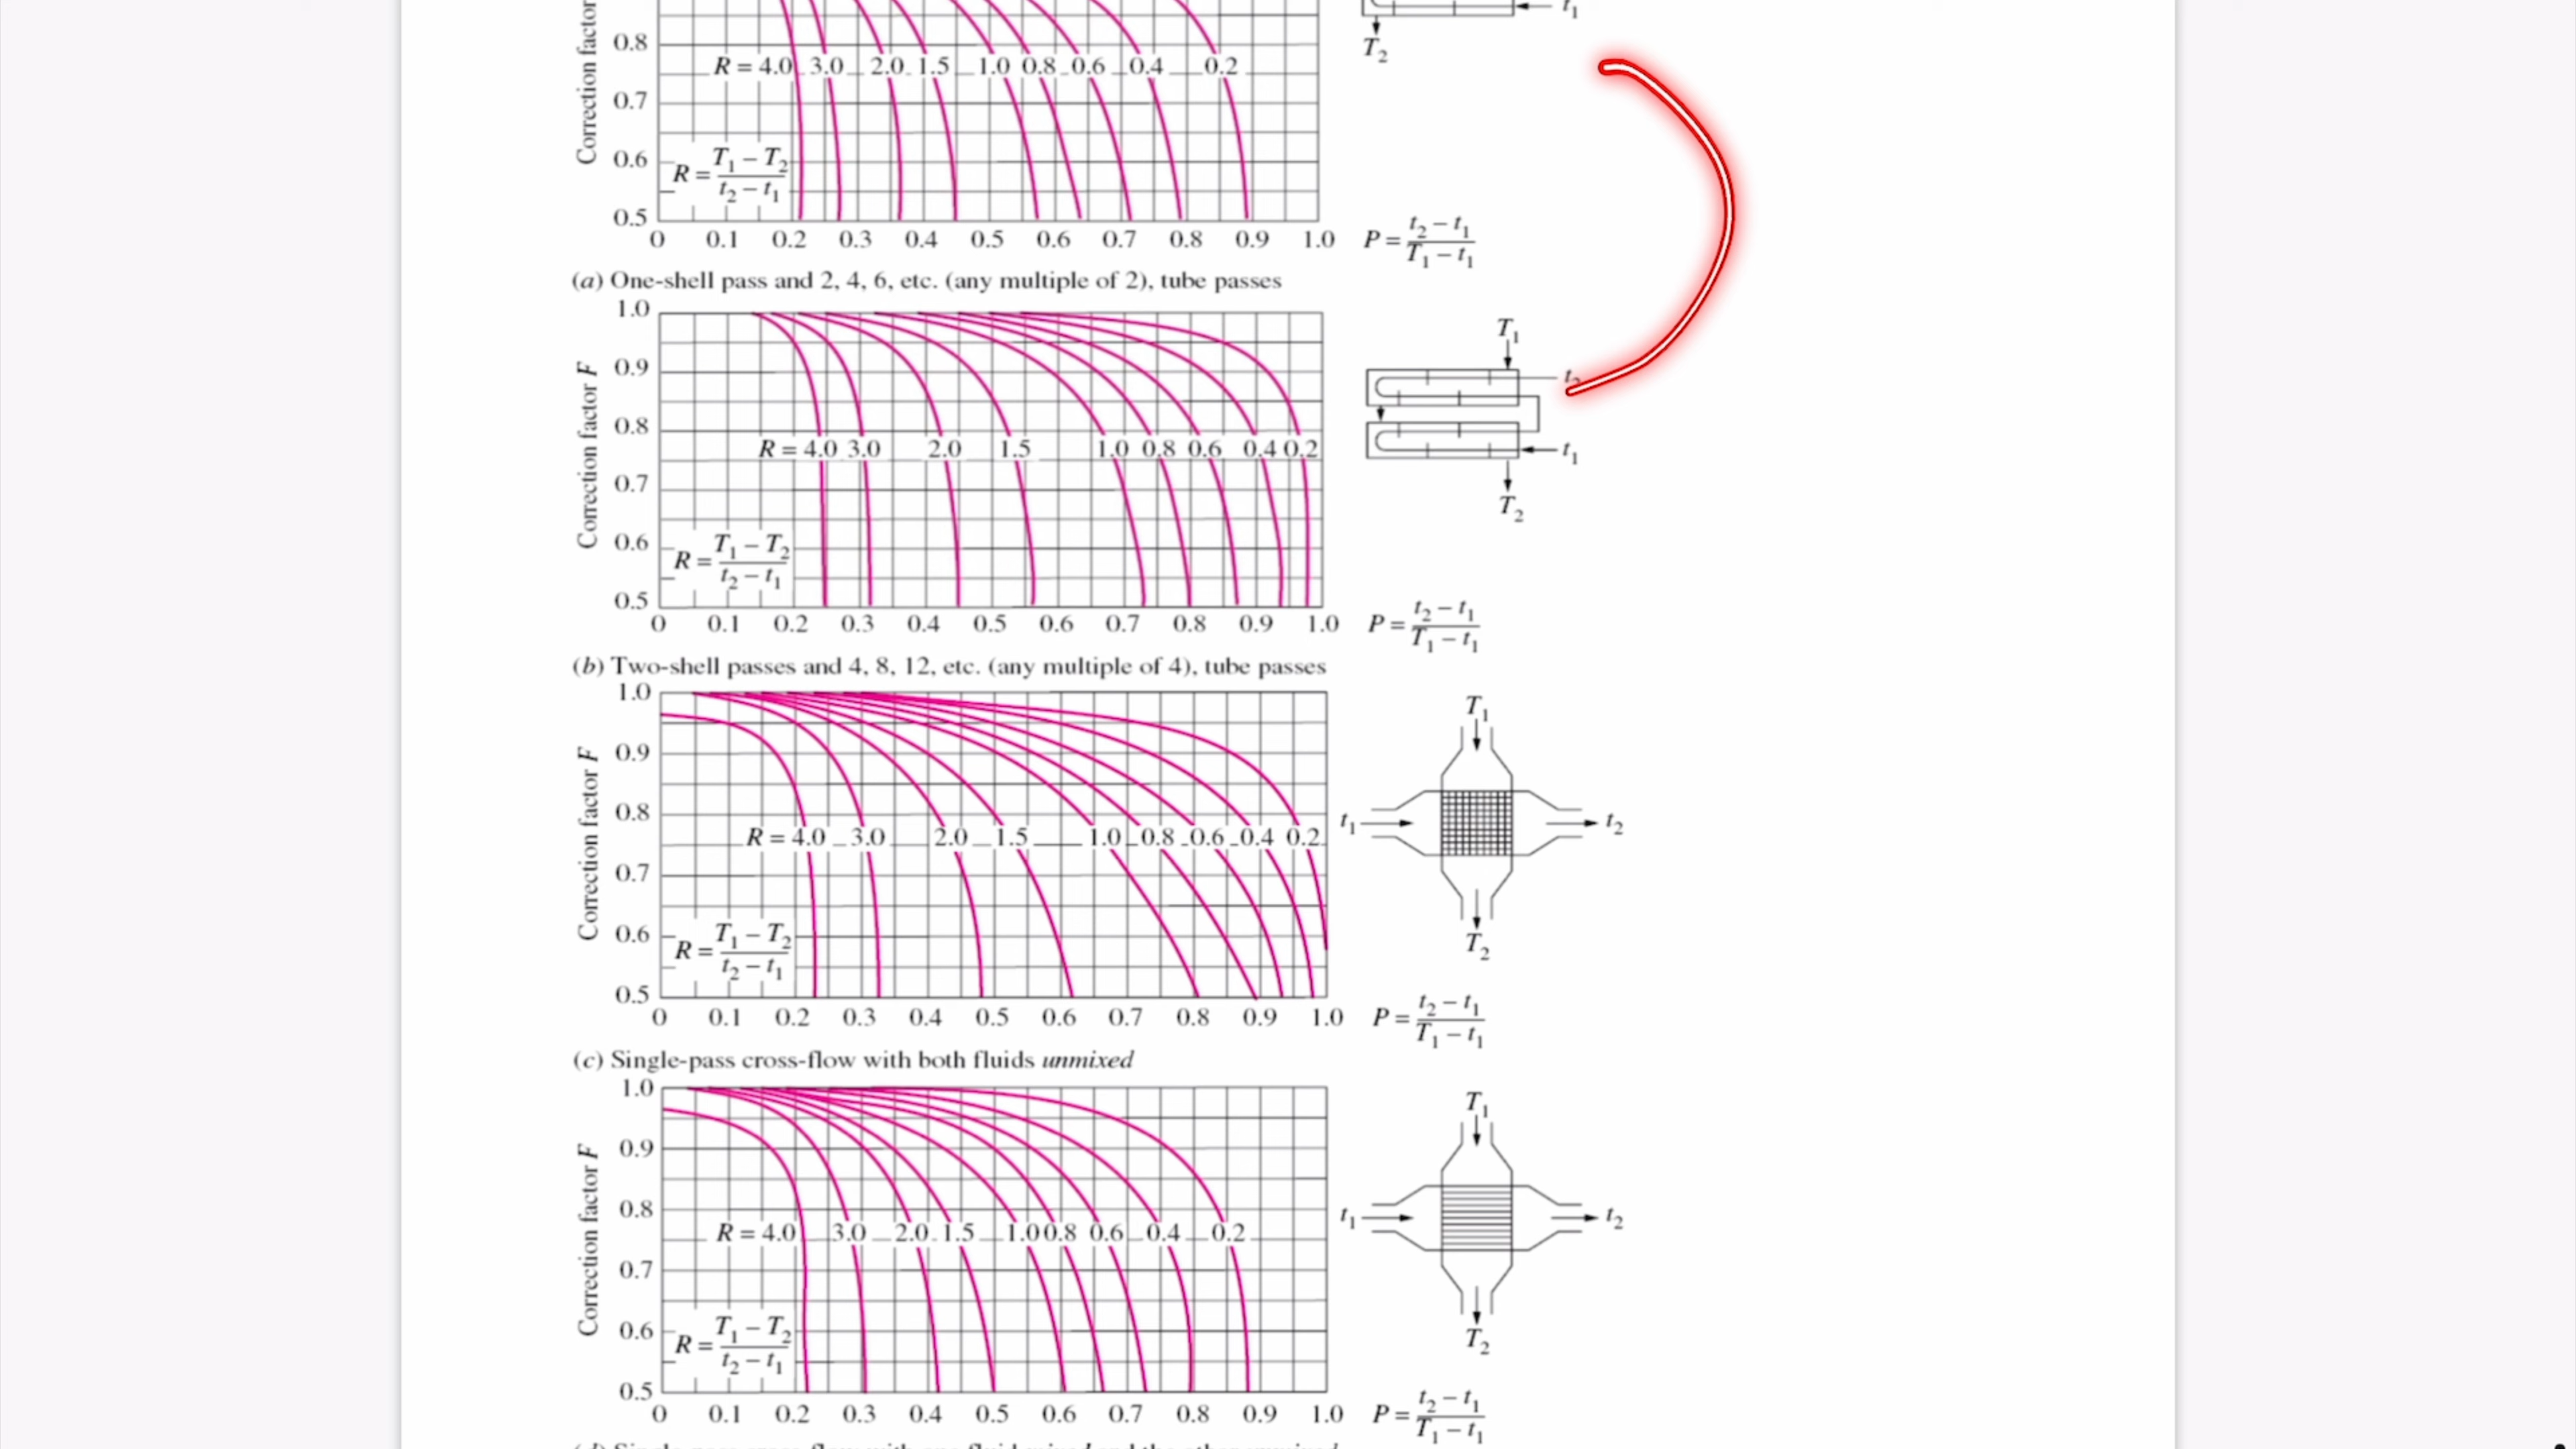 t1
T2
Correction factor
0.8
R = 4.0 3.0 2.0 1.5 1.0 0.8 0.6 0.4 0.2
0.7
0.6
R = T1 − T2 / t2 − t1
0.5
0 0.1 0.2 0.3 0.4 0.5 0.6 0.7 0.8 0.9 1.0 P = t2 − t1 / T1 − t1
(a) One-shell pass and 2, 4, 6, etc. (any multiple of 2), tube passes
1.0
Correction factor F
0.9
0.8
R = 4.0 3.0 2.0 1.5 1.0 0.8 0.6 0.4 0.2
0.7
0.6
R = T1 − T2 / t2 − t1
0.5
0 0.1 0.2 0.3 0.4 0.5 0.6 0.7 0.8 0.9 1.0 P = t2 − t1 / T1 − t1
T1
t2
t1
T2
(b) Two-shell passes and 4, 8, 12, etc. (any multiple of 4), tube passes
1.0
Correction factor F
0.9
0.8
R = 4.0 3.0 2.0 1.5 1.0 0.8 0.6 0.4 0.2
0.7
0.6
R = T1 − T2 / t2 − t1
0.5
0 0.1 0.2 0.3 0.4 0.5 0.6 0.7 0.8 0.9 1.0 P = t2 − t1 / T1 − t1
T1
t1 t2
T2
(c) Single-pass cross-flow with both fluids unmixed
1.0
Correction factor F
0.9
0.8
R = 4.0 3.0 2.0 1.5 1.0 0.8 0.6 0.4 0.2
0.7
0.6
R = T1 − T2 / t2 − t1
0.5
0 0.1 0.2 0.3 0.4 0.5 0.6 0.7 0.8 0.9 1.0 P = t2 − t1 / T1 − t1
T1
t1 t2
T2